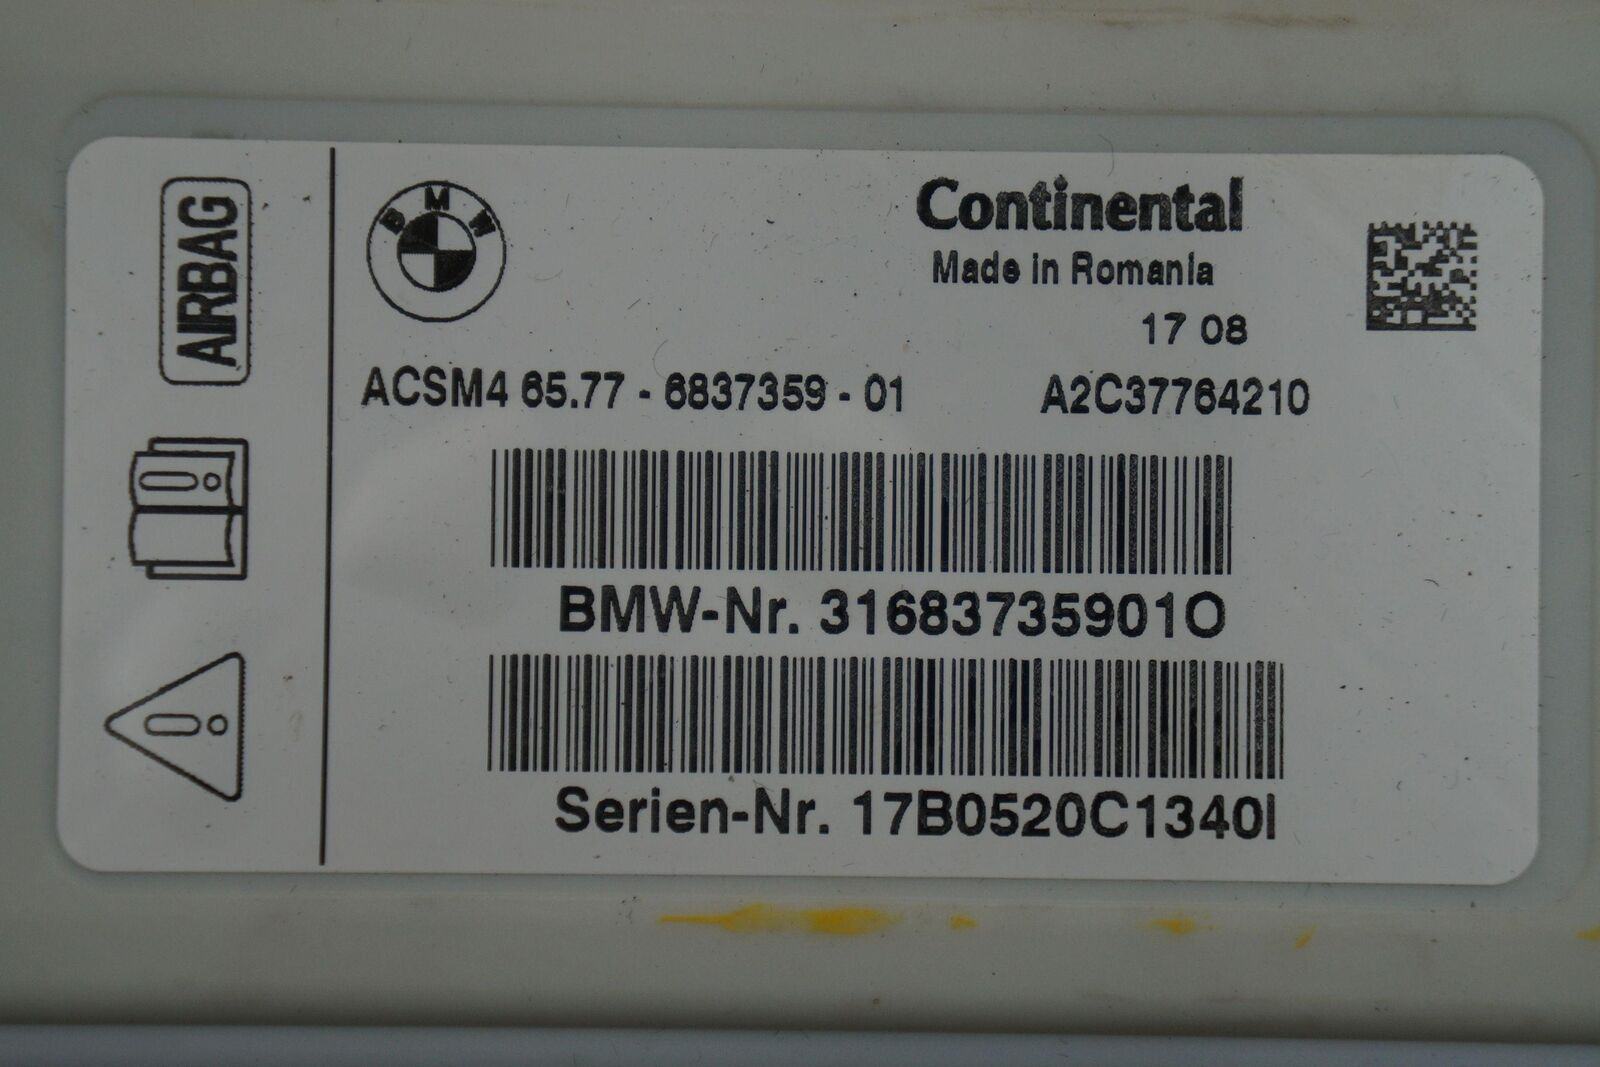 AIRBAG
BMW
Continental
Made in Romania
17 08
ACSM4 65.77 - 6837359 - 01 A2C37764210
BMW-Nr. 31683735901O
Serien-Nr. 17B0520C1340I